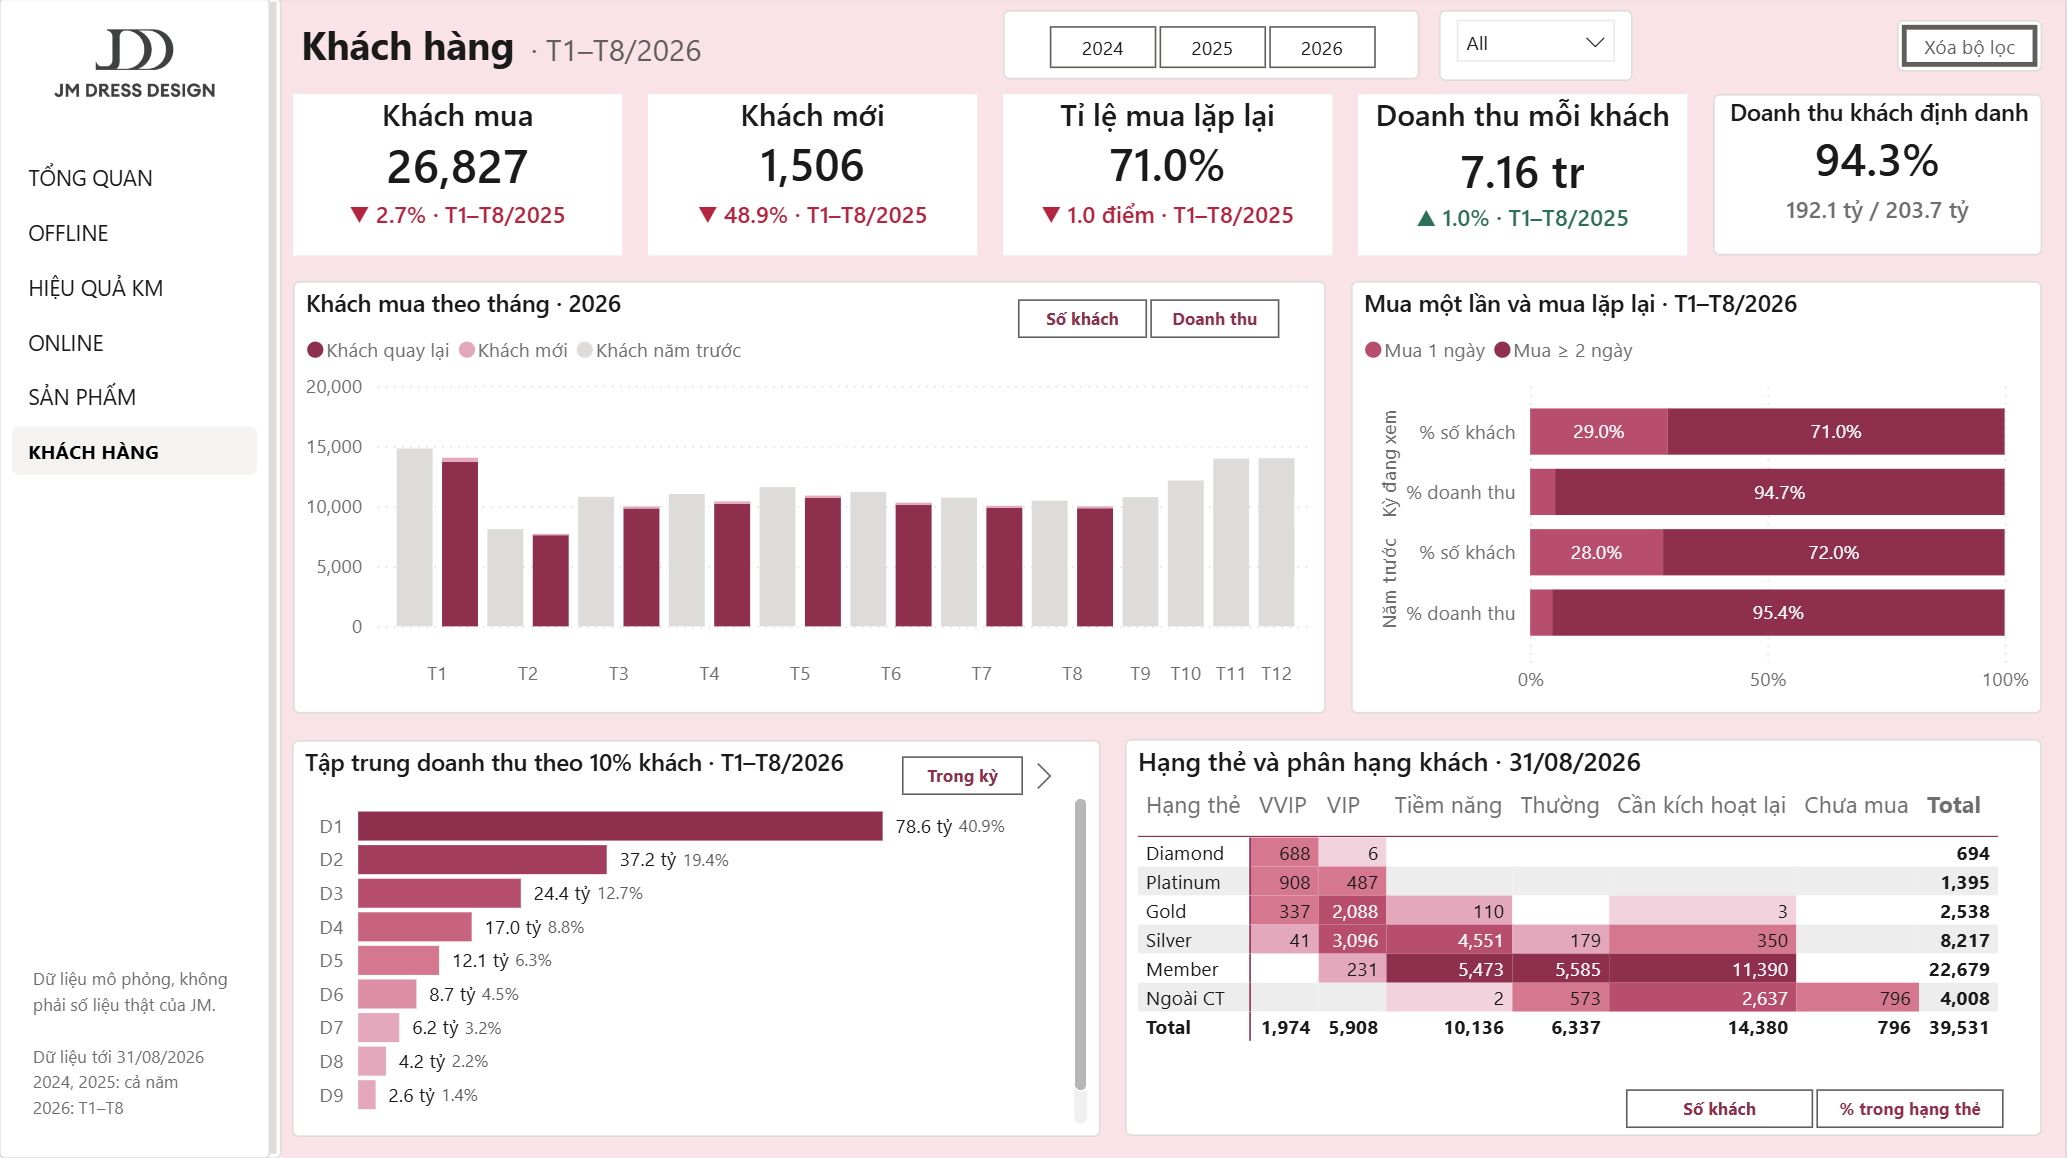 JM DRESS DESIGN
TỔNG QUAN
OFFLINE
HIỆU QUẢ KM
ONLINE
SẢN PHẨM
KHÁCH HÀNG
Dữ liệu mô phỏng, không
phải số liệu thật của JM.
Dữ liệu tới 31/08/2026
2024, 2025: cả năm
2026: T1–T8
Khách hàng · T1–T8/2026
2024 2025 2026
All
Xóa bộ lọc
Khách mua
26,827
▼ 2.7% · T1–T8/2025
Khách mới
1,506
▼ 48.9% · T1–T8/2025
Tỉ lệ mua lặp lại
71.0%
▼ 1.0 điểm · T1–T8/2025
Doanh thu mỗi khách
7.16 tr
▲ 1.0% · T1–T8/2025
Doanh thu khách định danh
94.3%
192.1 tỷ / 203.7 tỷ
Khách mua theo tháng · 2026
Số khách Doanh thu
Khách quay lại Khách mới Khách năm trước
20,000
15,000
10,000
5,000
0
T1 T2 T3 T4 T5 T6 T7 T8 T9 T10 T11 T12
Mua một lần và mua lặp lại · T1–T8/2026
Mua 1 ngày Mua ≥ 2 ngày
Kỳ đang xem
% số khách 29.0% 71.0%
% doanh thu 94.7%
Năm trước
% số khách 28.0% 72.0%
% doanh thu 95.4%
0% 50% 100%
Tập trung doanh thu theo 10% khách · T1–T8/2026
Trong kỳ
D1 78.6 tỷ 40.9%
D2 37.2 tỷ 19.4%
D3 24.4 tỷ 12.7%
D4 17.0 tỷ 8.8%
D5 12.1 tỷ 6.3%
D6 8.7 tỷ 4.5%
D7 6.2 tỷ 3.2%
D8 4.2 tỷ 2.2%
D9 2.6 tỷ 1.4%
Hạng thẻ và phân hạng khách · 31/08/2026
Hạng thẻ VVIP VIP Tiềm năng Thường Cần kích hoạt lại Chưa mua Total
Diamond 688 6 694
Platinum 908 487 1,395
Gold 337 2,088 110 3 2,538
Silver 41 3,096 4,551 179 350 8,217
Member 231 5,473 5,585 11,390 22,679
Ngoài CT 2 573 2,637 796 4,008
Total 1,974 5,908 10,136 6,337 14,380 796 39,531
Số khách % trong hạng thẻ